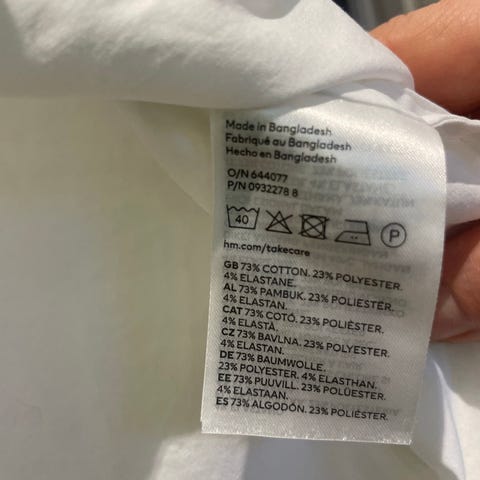 Made in Bangladesh
Fabriqué au Bangladesh
Hecho en Bangladesh
O/N 644077
P/N 0932278 8
40
P
hm.com/takecare
GB 73% COTTON. 23% POLYESTER.
4% ELASTANE.
AL 73% PAMBUK. 23% POLIESTËR.
4% ELASTAN.
CAT 73% COTÓ. 23% POLIÈSTER.
4% ELASTÀ.
CZ 73% BAVLNA. 23% POLYESTER.
4% ELASTAN.
DE 73% BAUMWOLLE.
23% POLYESTER. 4% ELASTHAN.
EE 73% PUUVILL. 23% POLÜESTER.
4% ELASTAAN.
ES 73% ALGODÓN. 23% POLIÉSTER.